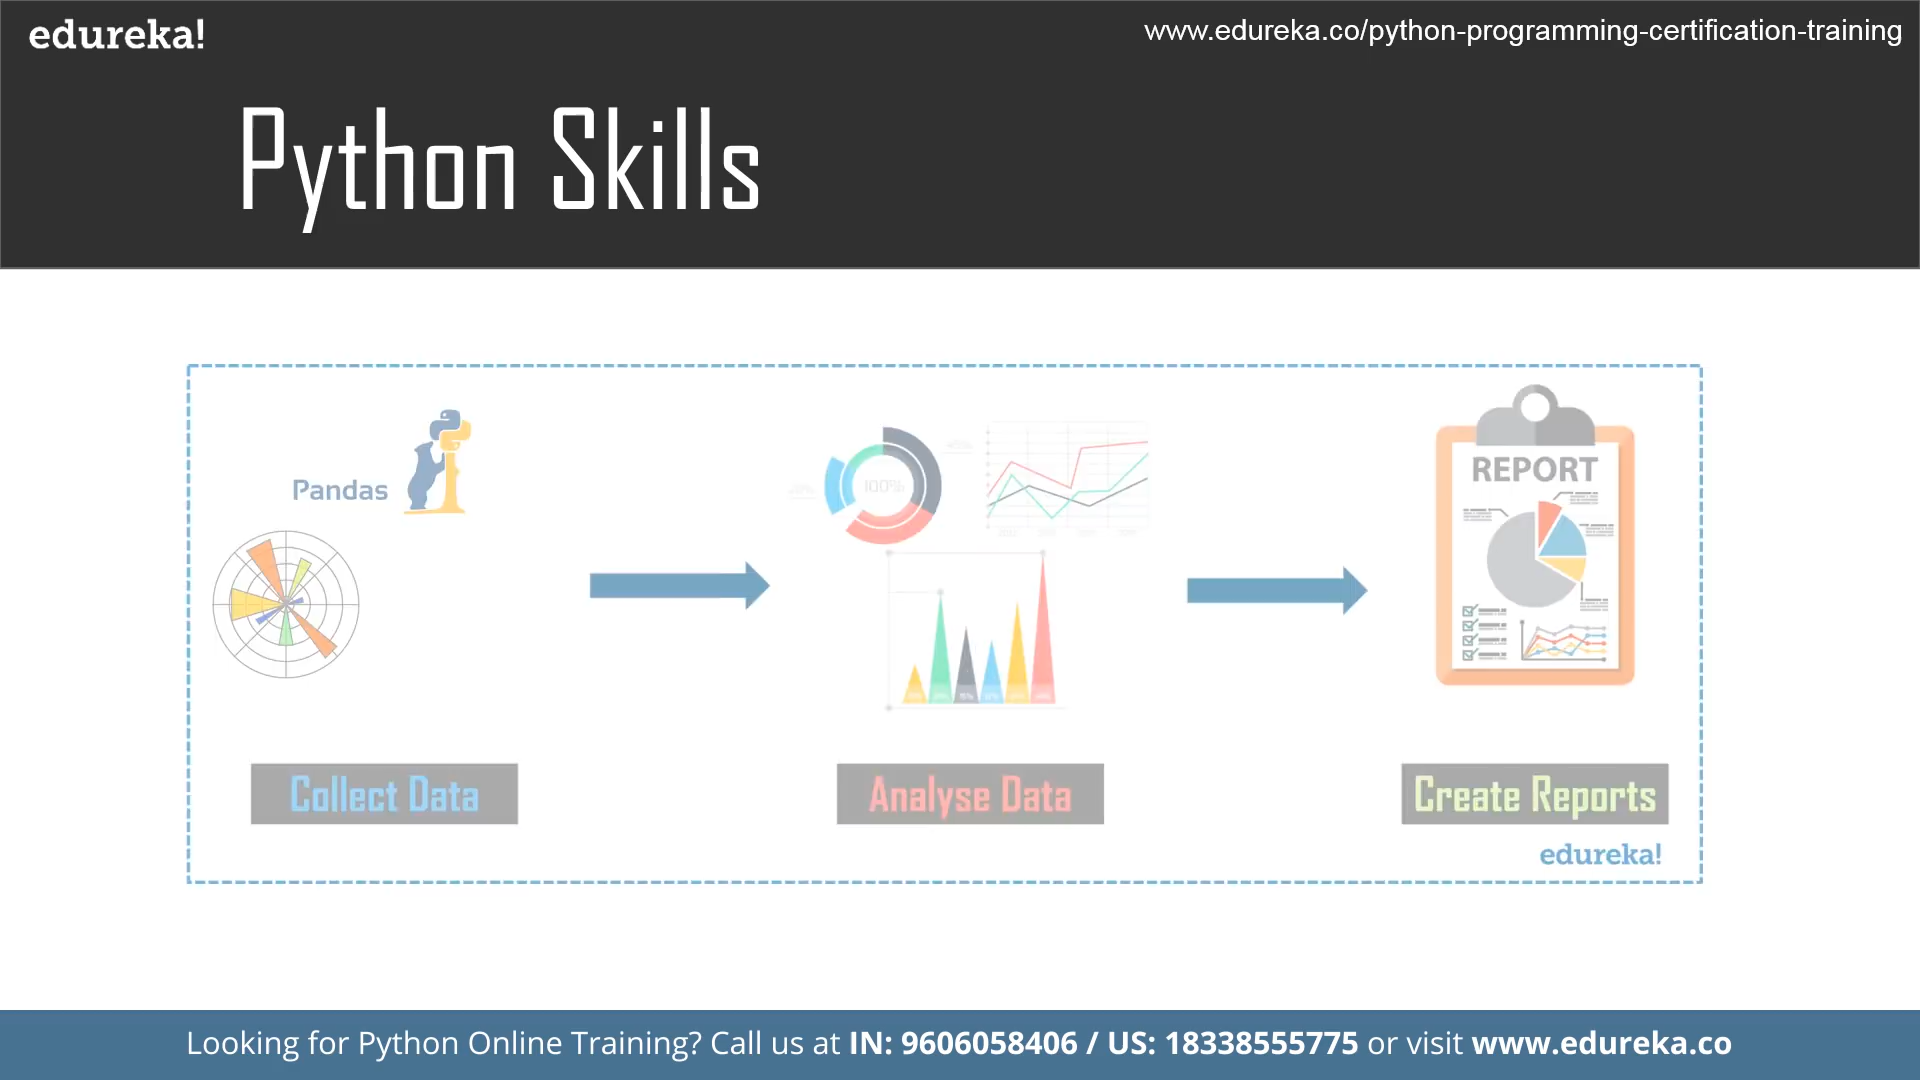 edureka!
www.edureka.co/python-programming-certification-training
Python Skills
Pandas
100%
REPORT
Collect Data
Analyse Data
Create Reports
edureka!
Looking for Python Online Training? Call us at IN: 9606058406 / US: 18338555775 or visit www.edureka.co